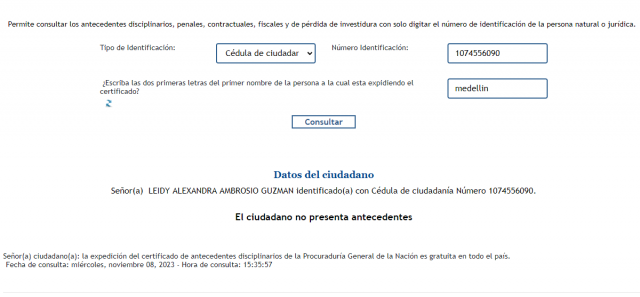 Permite consultar los antecedentes disciplinarios, penales, contractuales, fiscales y de pérdida de investidura con solo digitar el número de identificación de la persona natural o jurídica.
Tipo de Identificación: Cédula de ciudadar Número Identificación: 1074556090
¿Escriba las dos primeras letras del primer nombre de la persona a la cual esta expidiendo el
certificado? medellin
Consultar
Datos del ciudadano
Señor(a) LEIDY ALEXANDRA AMBROSIO GUZMAN identificado(a) con Cédula de ciudadanía Número 1074556090.
El ciudadano no presenta antecedentes
Señor(a) ciudadano(a): la expedición del certificado de antecedentes disciplinarios de la Procuraduría General de la Nación es gratuita en todo el país.
Fecha de consulta: miércoles, noviembre 08, 2023 - Hora de consulta: 15:35:57